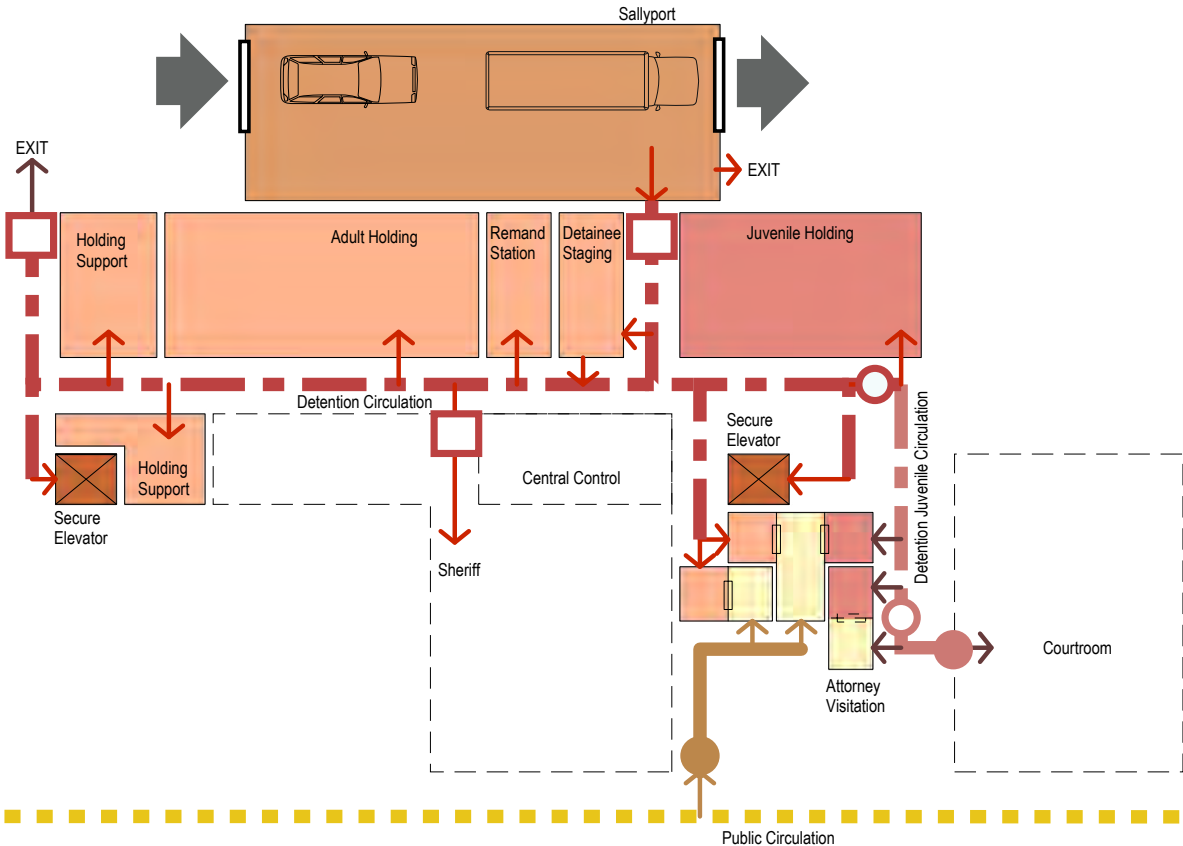 Sallyport
EXIT
EXIT
Holding
Support
Adult Holding
Remand
Station
Detainee
Staging
Juvenile Holding
Detention Circulation
Secure
Elevator
Detention Juvenile Circulation
Holding
Support
Central Control
Secure
Elevator
Sheriff
Courtroom
Attorney
Visitation
Public Circulation